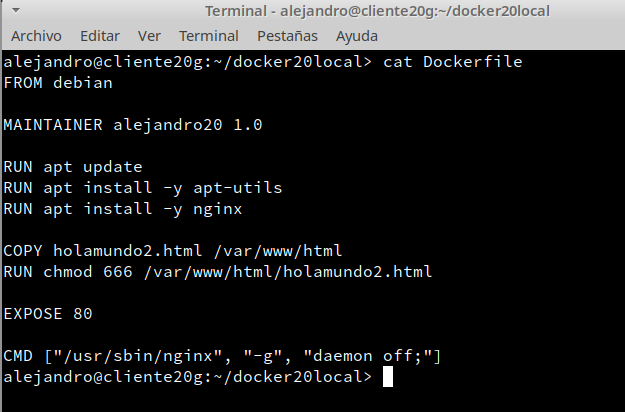 Terminal - alejandro@cliente20g:~/docker20local
Archivo Editar Ver Terminal Pestañas Ayuda
alejandro@cliente20g:~/docker20local> cat Dockerfile
FROM debian
MAINTAINER alejandro20 1.0
RUN apt update
RUN apt install -y apt-utils
RUN apt install -y nginx
COPY holamundo2.html /var/www/html
RUN chmod 666 /var/www/html/holamundo2.html
EXPOSE 80
CMD ["/usr/sbin/nginx", "-g", "daemon off;"]
alejandro@cliente20g:~/docker20local>